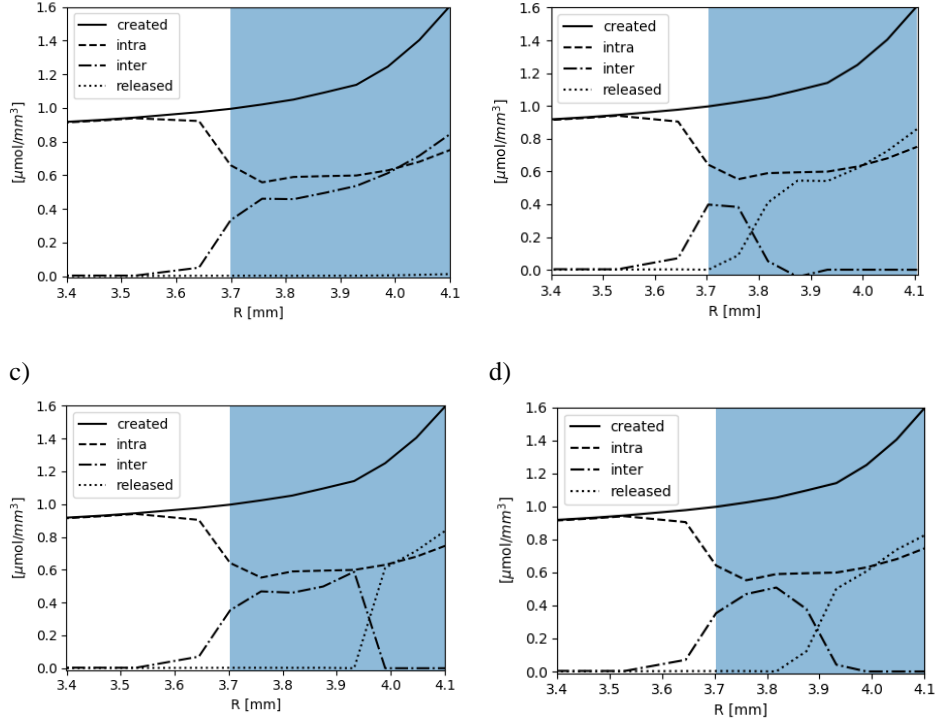 1.6
1.4
1.2
1.0
0.8
0.6
0.4
0.2
0.0
[μmol/mm³]
created
intra
inter
released
3.4 3.5 3.6 3.7 3.8 3.9 4.0 4.1
R [mm]
1.6
1.4
1.2
1.0
0.8
0.6
0.4
0.2
0.0
[μmol/mm³]
created
intra
inter
released
3.4 3.5 3.6 3.7 3.8 3.9 4.0 4.1
R [mm]
c)
d)
1.6
1.4
1.2
1.0
0.8
0.6
0.4
0.2
0.0
[μmol/mm³]
created
intra
inter
released
3.4 3.5 3.6 3.7 3.8 3.9 4.0 4.1
R [mm]
1.6
1.4
1.2
1.0
0.8
0.6
0.4
0.2
0.0
[μmol/mm³]
created
intra
inter
released
3.4 3.5 3.6 3.7 3.8 3.9 4.0 4.1
R [mm]